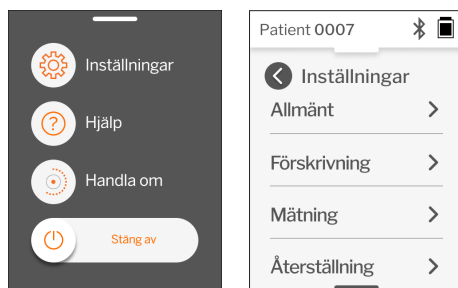 Inställningar
Hjälp
Handla om
Stäng av
Patient 0007
Inställningar
Allmänt
Förskrivning
Mätning
Återställning